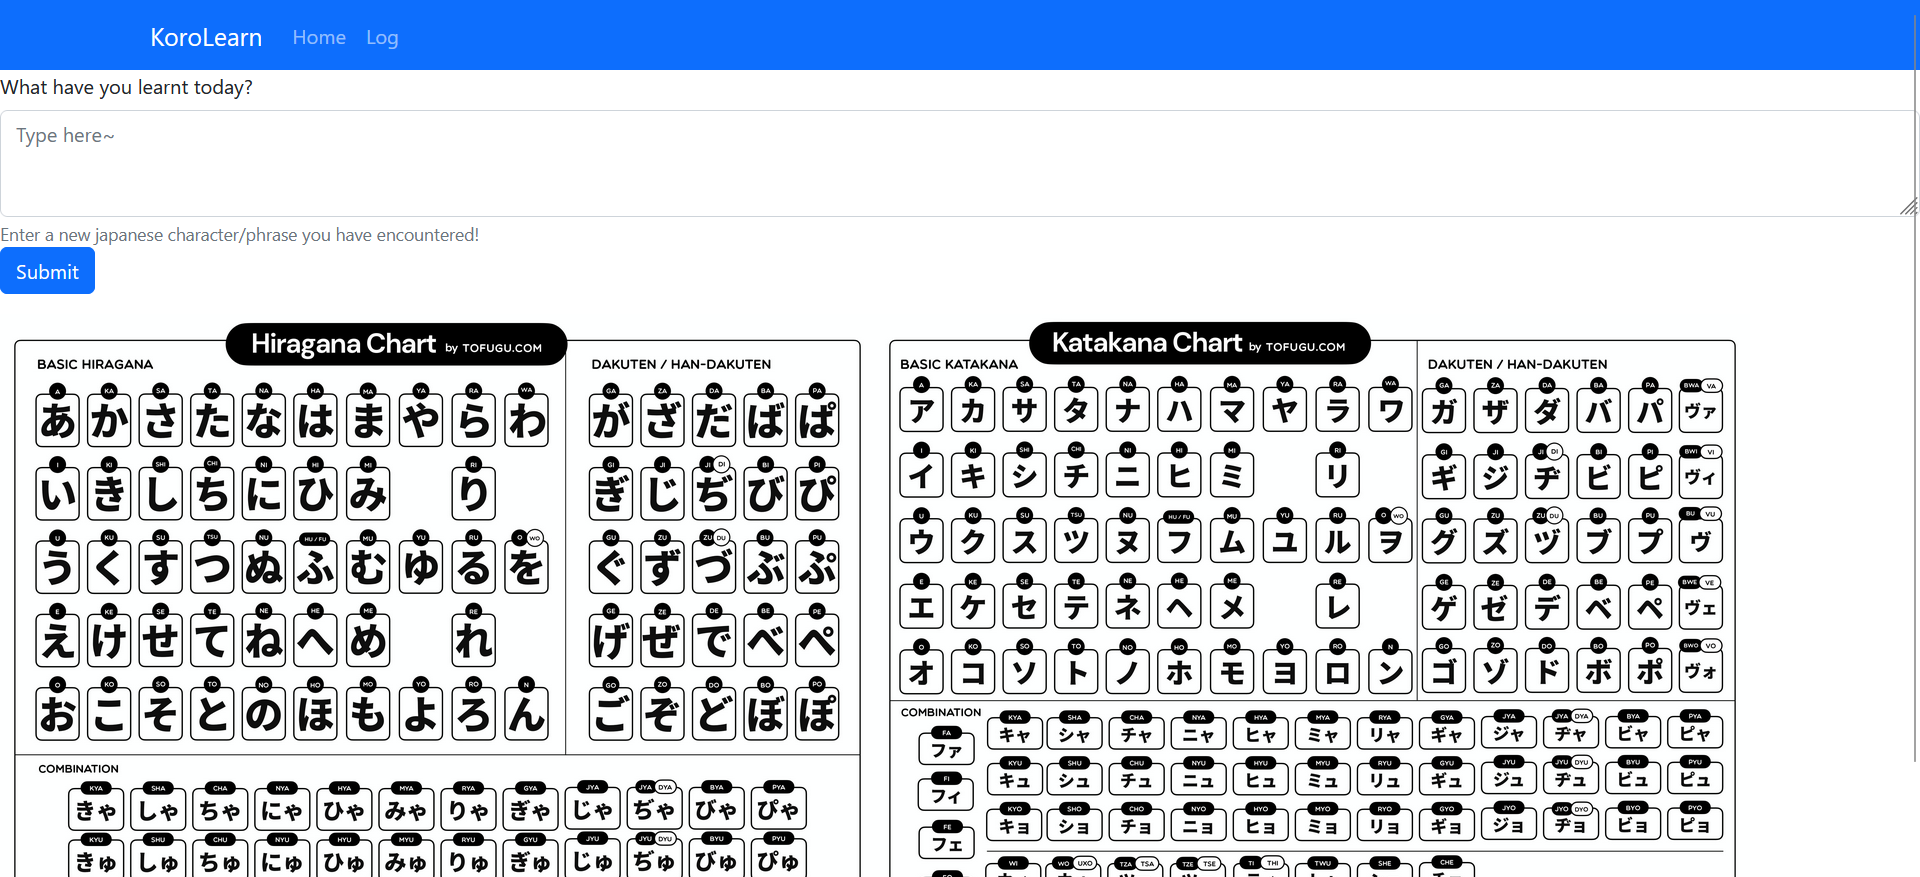 KoroLearn Home Log
What have you learnt today?
Type here~
Enter a new japanese character/phrase you have encountered!
Submit
Hiragana Chart by TOFUGU.COM
BASIC HIRAGANA
DAKUTEN / HAN-DAKUTEN
A KA SA TA NA HA MA YA RA WA GA ZA DA BA PA
あ か さ た な は ま や ら わ が ざ だ ば ぱ
I KI SHI CHI NI HI MI RI GI JI JI DI BI PI
い き し ち に ひ み り ぎ じ ぢ び ぴ
U KU SU TSU NU HU / FU MU YU RU O WO GU ZU ZU DU BU PU
う く す つ ぬ ふ む ゆ る を ぐ ず づ ぶ ぷ
E KE SE TE NE HE ME RE GE ZE DE BE PE
え け せ て ね へ め れ げ ぜ で べ ぺ
O KO SO TO NO HO MO YO RO N GO ZO DO BO PO
お こ そ と の ほ も よ ろ ん ご ぞ ど ぼ ぽ
COMBINATION
KYA SHA CHA NYA HYA MYA RYA GYA JYA JYA DYA BYA PYA
きゃ しゃ ちゃ にゃ ひゃ みゃ りゃ ぎゃ じゃ ぢゃ びゃ ぴゃ
KYU SHU CHU NYU HYU MYU RYU GYU JYU JYU DYU BYU PYU
きゅ しゅ ちゅ にゅ ひゅ みゅ りゅ ぎゅ じゅ ぢゅ びゅ ぴゅ
Katakana Chart by TOFUGU.COM
BASIC KATAKANA
DAKUTEN / HAN-DAKUTEN
A KA SA TA NA HA MA YA RA WA GA ZA DA BA PA BWA VA
ア カ サ タ ナ ハ マ ヤ ラ ワ ガ ザ ダ バ パ ヴァ
I KI SHI CHI NI HI MI RI GI JI JI DI BI PI BWI VI
イ キ シ チ ニ ヒ ミ リ ギ ジ ヂ ビ ピ ヴィ
U KU SU TSU NU HU / FU MU YU RU O WO GU ZU ZU DU BU PU BU VU
ウ ク ス ツ ヌ フ ム ユ ル ヲ グ ズ ヅ ブ プ ヴ
E KE SE TE NE HE ME RE GE ZE DE BE PE BWE VE
エ ケ セ テ ネ ヘ メ レ ゲ ゼ デ ベ ペ ヴェ
O KO SO TO NO HO MO YO RO N GO ZO DO BO PO BWO VO
オ コ ソ ト ノ ホ モ ヨ ロ ン ゴ ゾ ド ボ ポ ヴォ
COMBINATION
KYA SHA CHA NYA HYA MYA RYA GYA JYA JYA DYA BYA PYA
キャ シャ チャ ニャ ヒャ ミャ リャ ギャ ジャ ヂャ ビャ ピャ
FA
ファ
KYU SHU CHU NYU HYU MYU RYU GYU JYU JYU DYU BYU PYU
キュ シュ チュ ニュ ヒュ ミュ リュ ギュ ジュ ヂュ ビュ ピュ
FI
フィ
KYO SHO CHO NYO HYO MYO RYO GYO JYO JYO DYO BYO PYO
キョ ショ チョ ニョ ヒョ ミョ リョ ギョ ジョ ヂョ ビョ ピョ
FE
フェ
WI WO UXO TZA TSA TZE TSE TI THI TWU SHE CHE